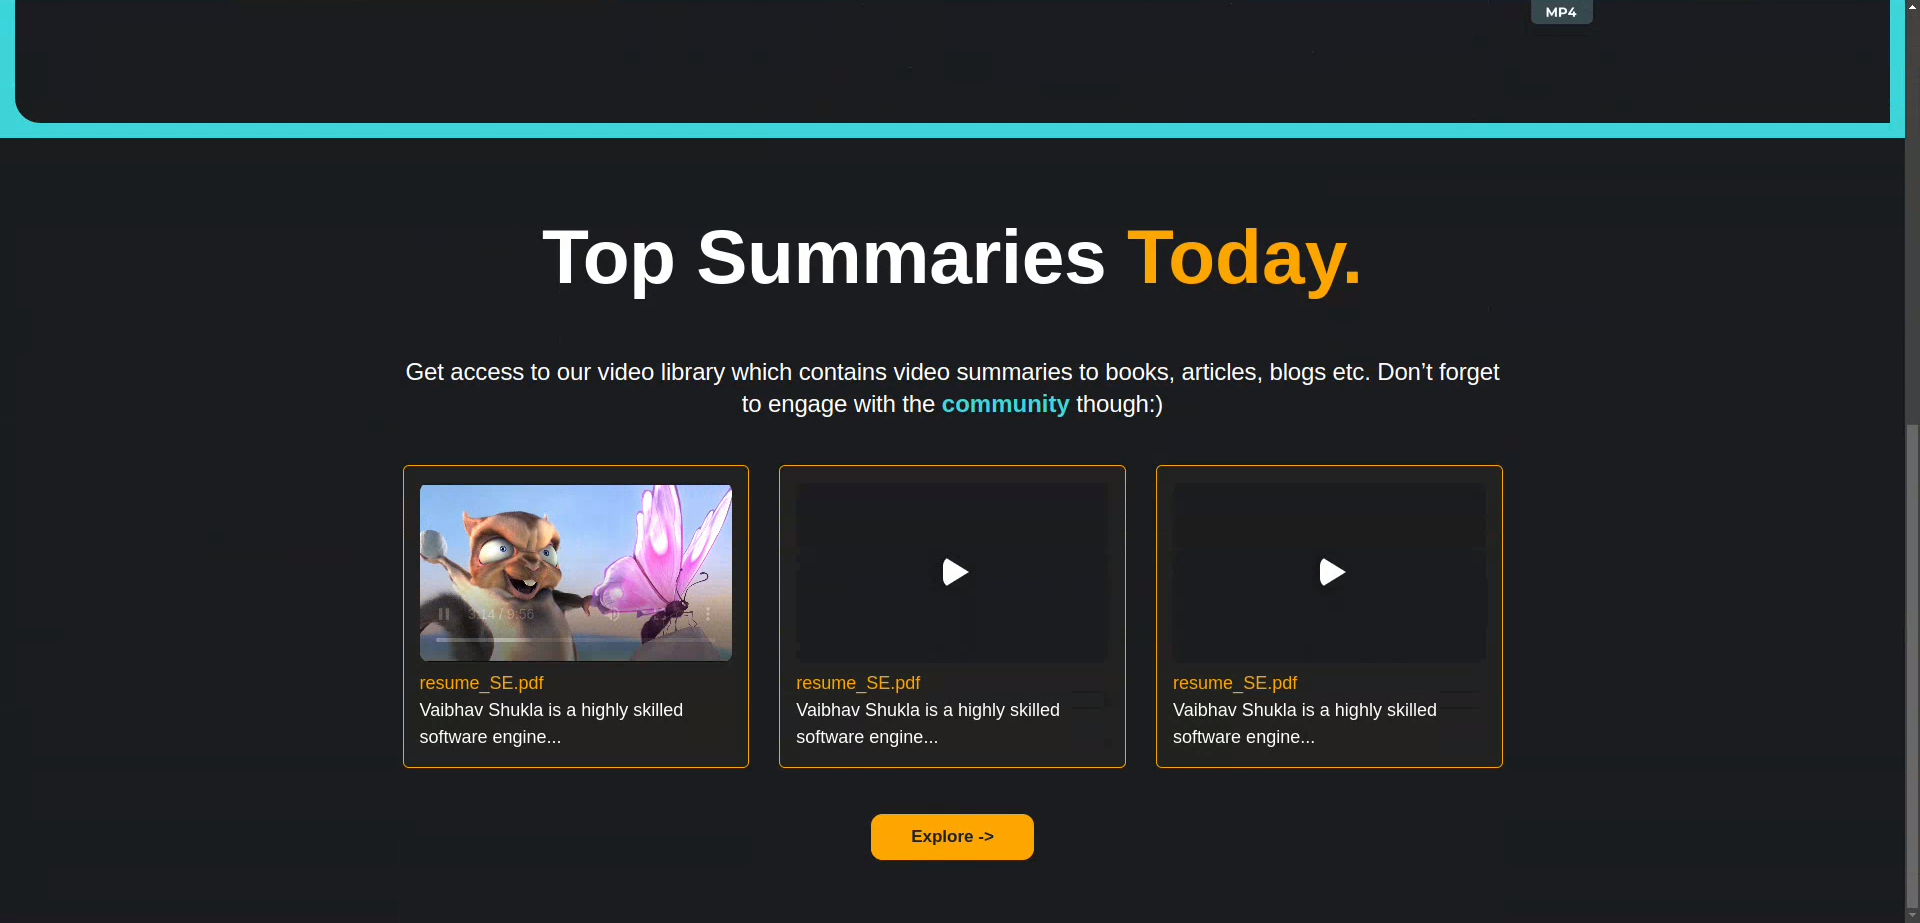 MP4
Top Summaries Today.
Get access to our video library which contains video summaries to books, articles, blogs etc. Don’t forget
to engage with the community though:)
3:14 / 9:56
resume_SE.pdf
Vaibhav Shukla is a highly skilled
software engine...
resume_SE.pdf
Vaibhav Shukla is a highly skilled
software engine...
resume_SE.pdf
Vaibhav Shukla is a highly skilled
software engine...
Explore ->